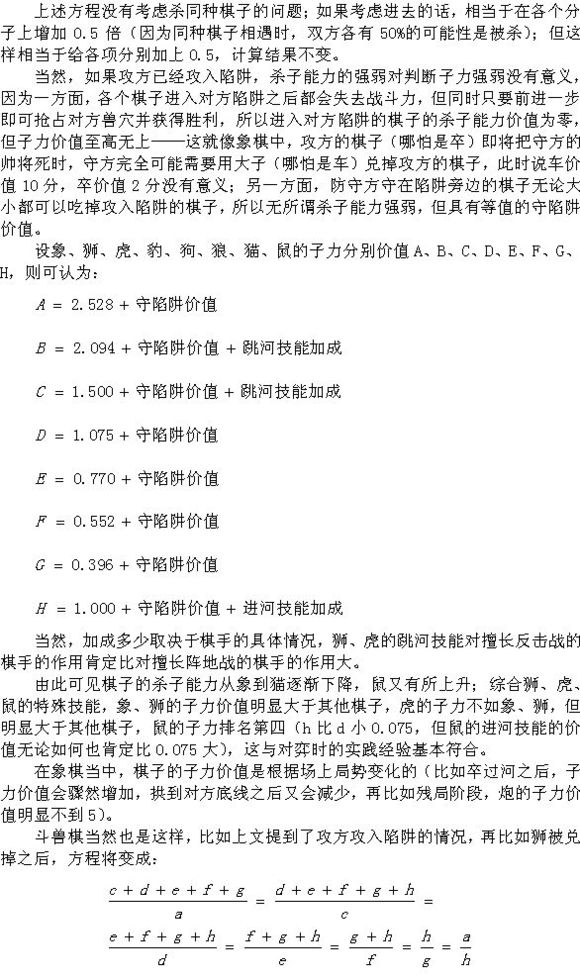 上述方程没有考虑杀同种棋子的问题；如果考虑进去的话，相当于在各个分
子上增加 0.5 倍（因为同种棋子相遇时，双方各有 50%的可能性是被杀）；但这
样相当于给各项分别加上 0.5，计算结果不变。
当然，如果攻方已经攻入陷阱，杀子能力的强弱对判断子力强弱没有意义，
因为一方面，各个棋子进入对方陷阱之后都会失去战斗力，但同时只要前进一步
即可抢占对方兽穴并获得胜利，所以进入对方陷阱的棋子的杀子能力价值为零，
但子力价值至高无上——这就像象棋中，攻方的棋子（哪怕是卒）即将把守方的
帅将死时，守方完全可能需要用大子（哪怕是车）兑掉攻方的棋子，此时说车价
值 10 分，卒价值 2 分没有意义；另一方面，防守方守在陷阱旁边的棋子无论大
小都可以吃掉攻入陷阱的棋子，所以无所谓杀子能力强弱，但具有等值的守陷阱
价值。
设象、狮、虎、豹、狗、狼、猫、鼠的子力分别价值 A、B、C、D、E、F、G、
H，则可认为：
A = 2.528 + 守陷阱价值
B = 2.094 + 守陷阱价值 + 跳河技能加成
C = 1.500 + 守陷阱价值 + 跳河技能加成
D = 1.075 + 守陷阱价值
E = 0.770 + 守陷阱价值
F = 0.552 + 守陷阱价值
G = 0.396 + 守陷阱价值
H = 1.000 + 守陷阱价值 + 进河技能加成
当然，加成多少取决于棋手的具体情况，狮、虎的跳河技能对擅长反击战的
棋手的作用肯定比对擅长阵地战的棋手的作用大。
由此可见棋子的杀子能力从象到猫逐渐下降，鼠又有所上升；综合狮、虎、
鼠的特殊技能，象、狮的子力价值明显大于其他棋子，虎的子力不如象、狮，但
明显大于其他棋子，鼠的子力排名第四（h 比 d 小 0.075，但鼠的进河技能的价
值无论如何也肯定比 0.075 大），这与对弈时的实践经验基本符合。
在象棋当中，棋子的子力价值是根据场上局势变化的（比如卒过河之后，子
力价值会骤然增加，拱到对方底线之后又会减少，再比如残局阶段，炮的子力价
值明显不到 5）。
斗兽棋当然也是这样，比如上文提到了攻方攻入陷阱的情况，再比如狮被兑
掉之后，方程将变成：
(c + d + e + f + g)/a = (d + e + f + g + h)/c =
(e + f + g + h)/d = (f + g + h)/e = (g + h)/f = h/g = a/h